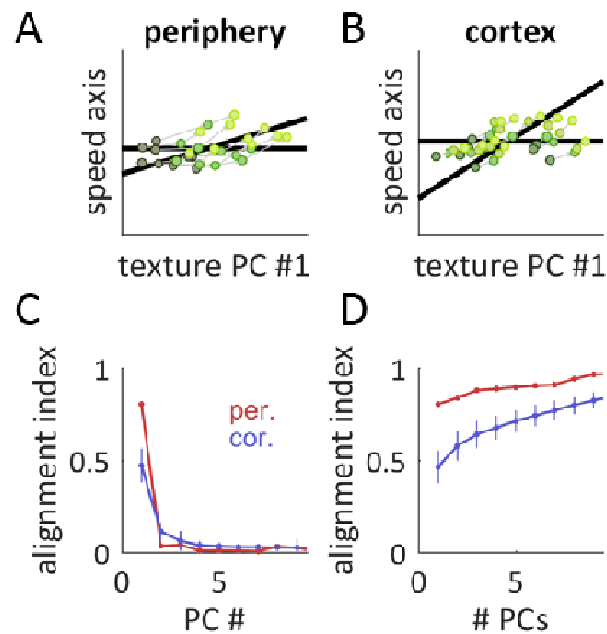 A
periphery
speed axis
texture PC #1
B
cortex
speed axis
texture PC #1
C
alignment index
1
0.5
0
per.
cor.
0
5
PC #
D
alignment index
1
0.5
0
0
5
# PCs